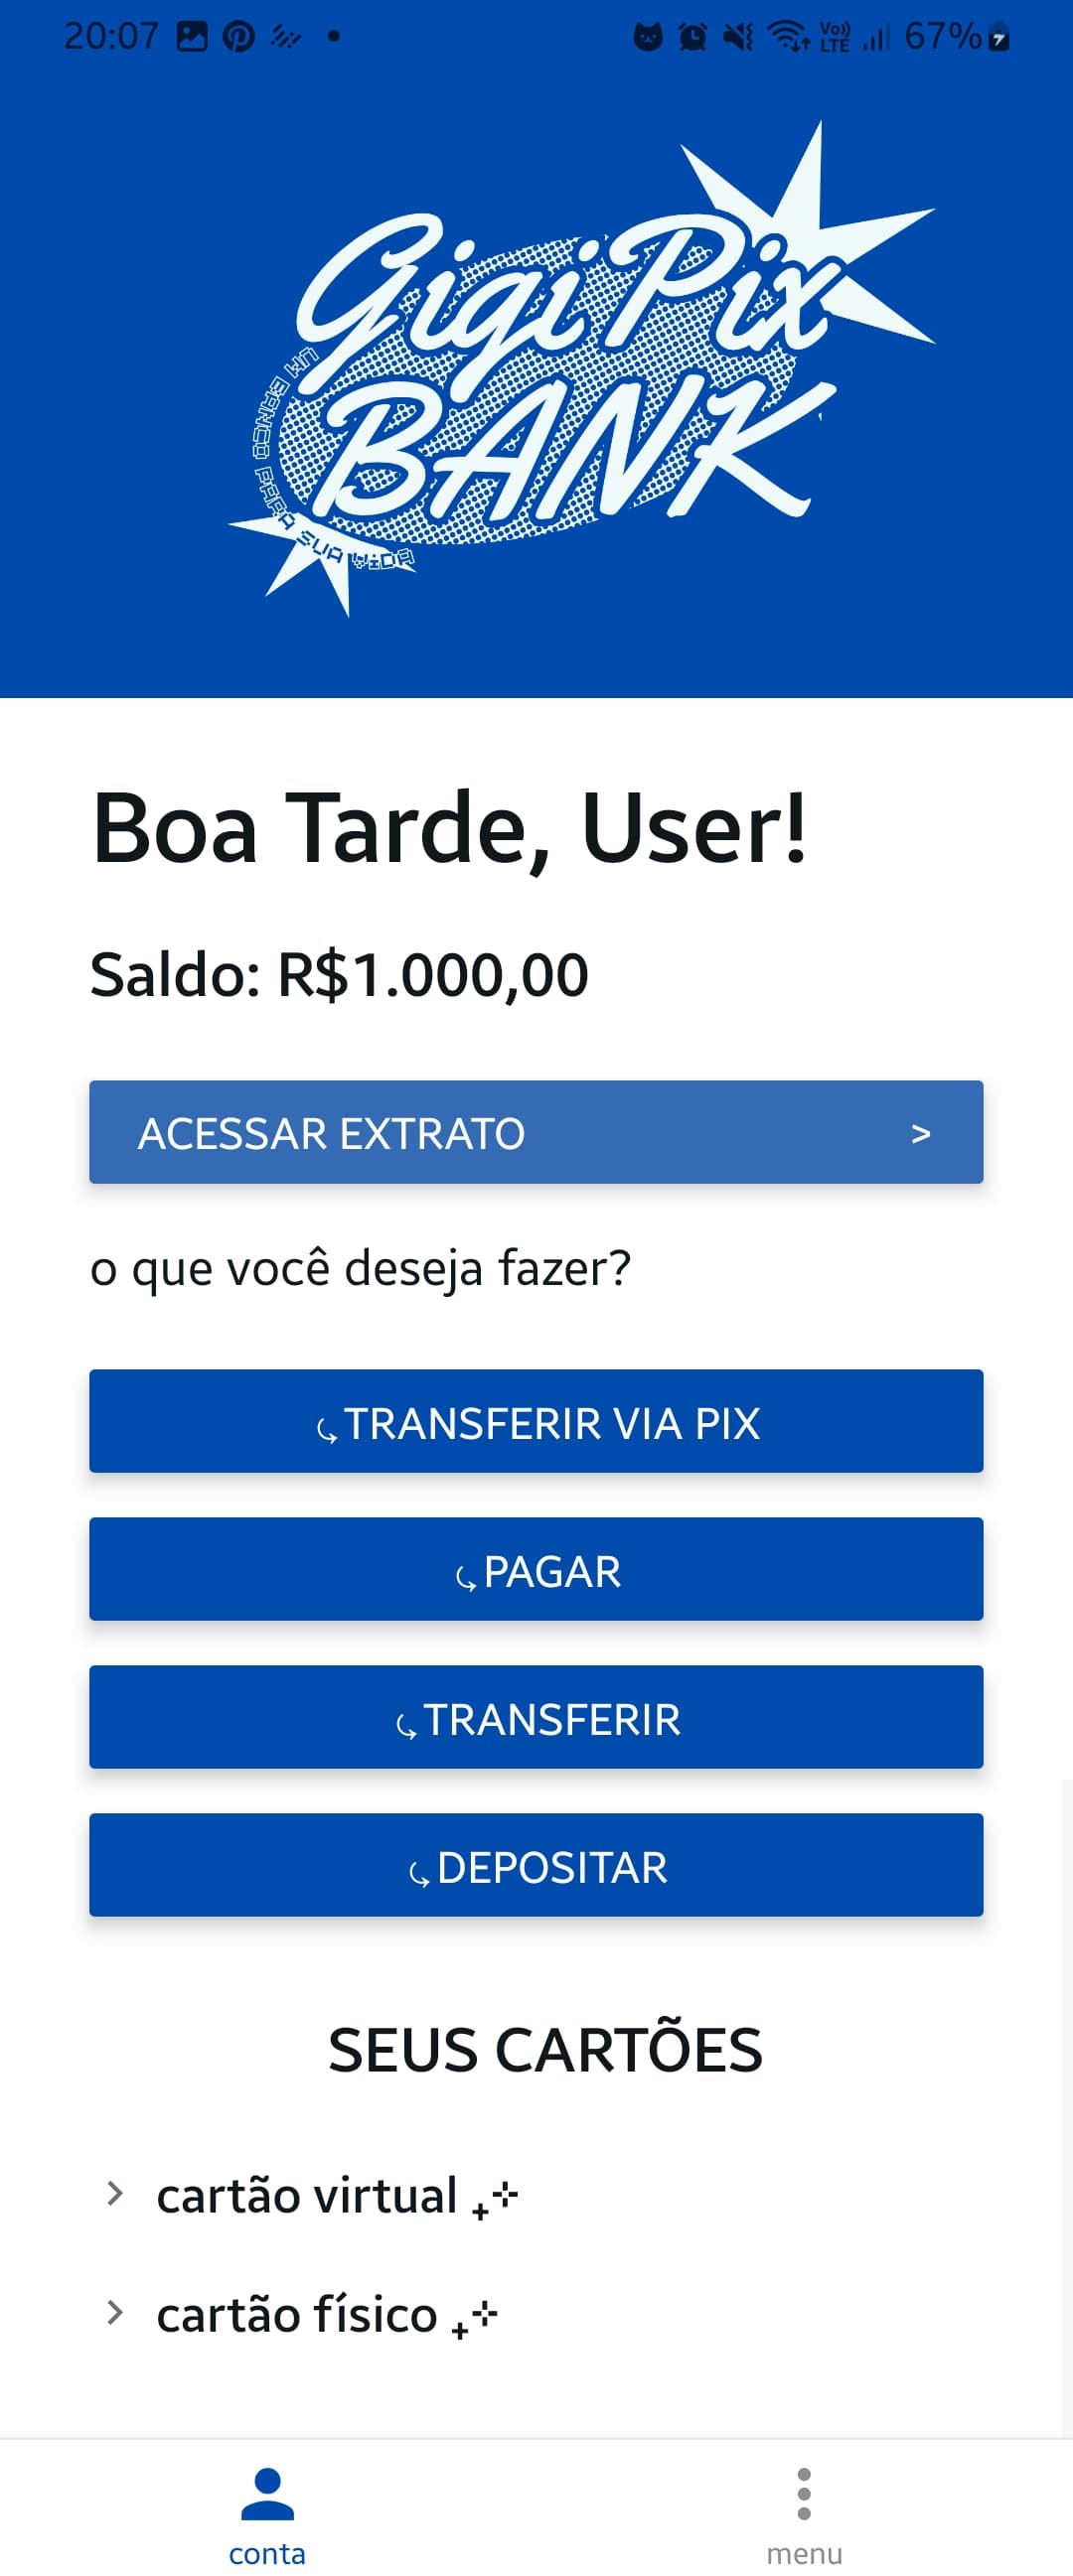 20:07
Vo))
LTE
67%
GigiPix
BANK
UM BANCO PARA SUA VIDA
Boa Tarde, User!
Saldo: R$1.000,00
ACESSAR EXTRATO >
o que você deseja fazer?
⤿TRANSFERIR VIA PIX
⤿PAGAR
⤿TRANSFERIR
⤿DEPOSITAR
SEUS CARTÕES
cartão virtual ₊⊹
cartão físico ₊⊹
conta
menu